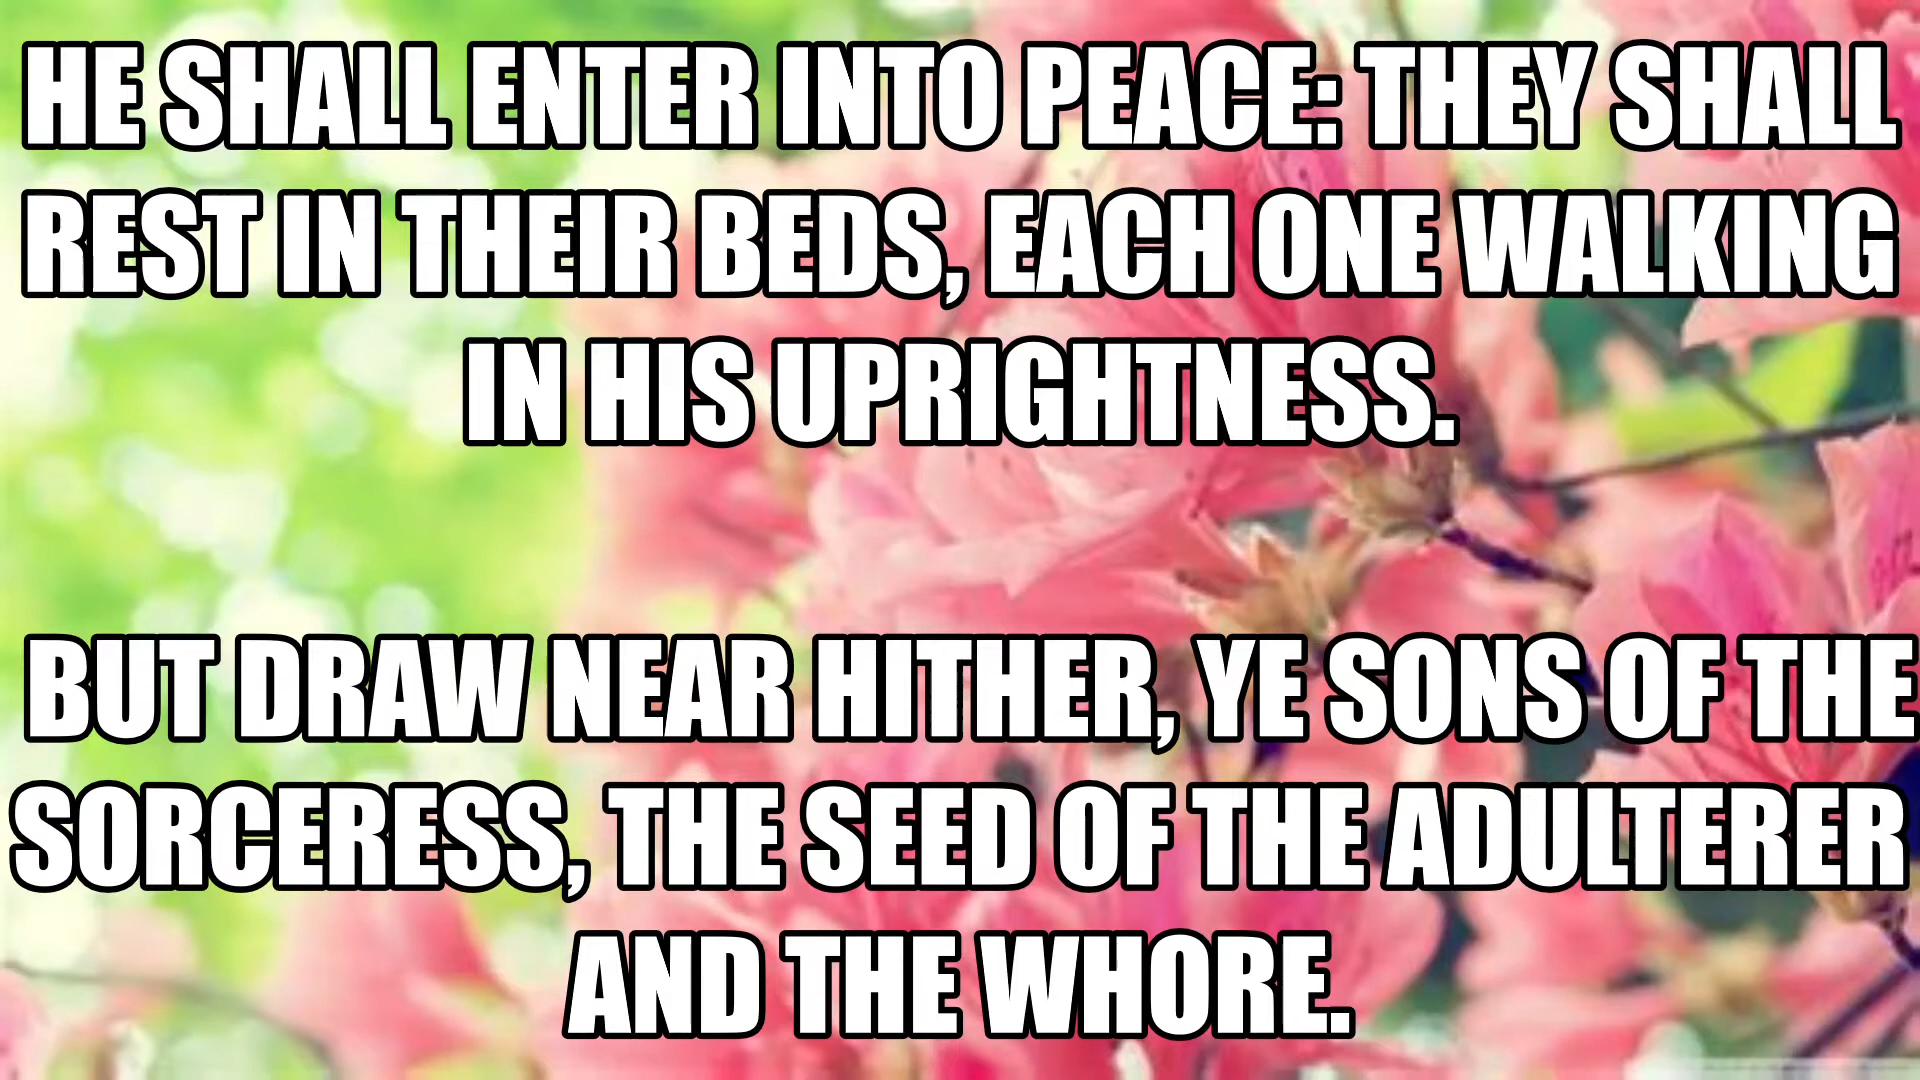 HE SHALL ENTER INTO PEACE: THEY SHALL
REST IN THEIR BEDS, EACH ONE WALKING
IN HIS UPRIGHTNESS.
BUT DRAW NEAR HITHER, YE SONS OF THE
SORCERESS, THE SEED OF THE ADULTERER
AND THE WHORE.